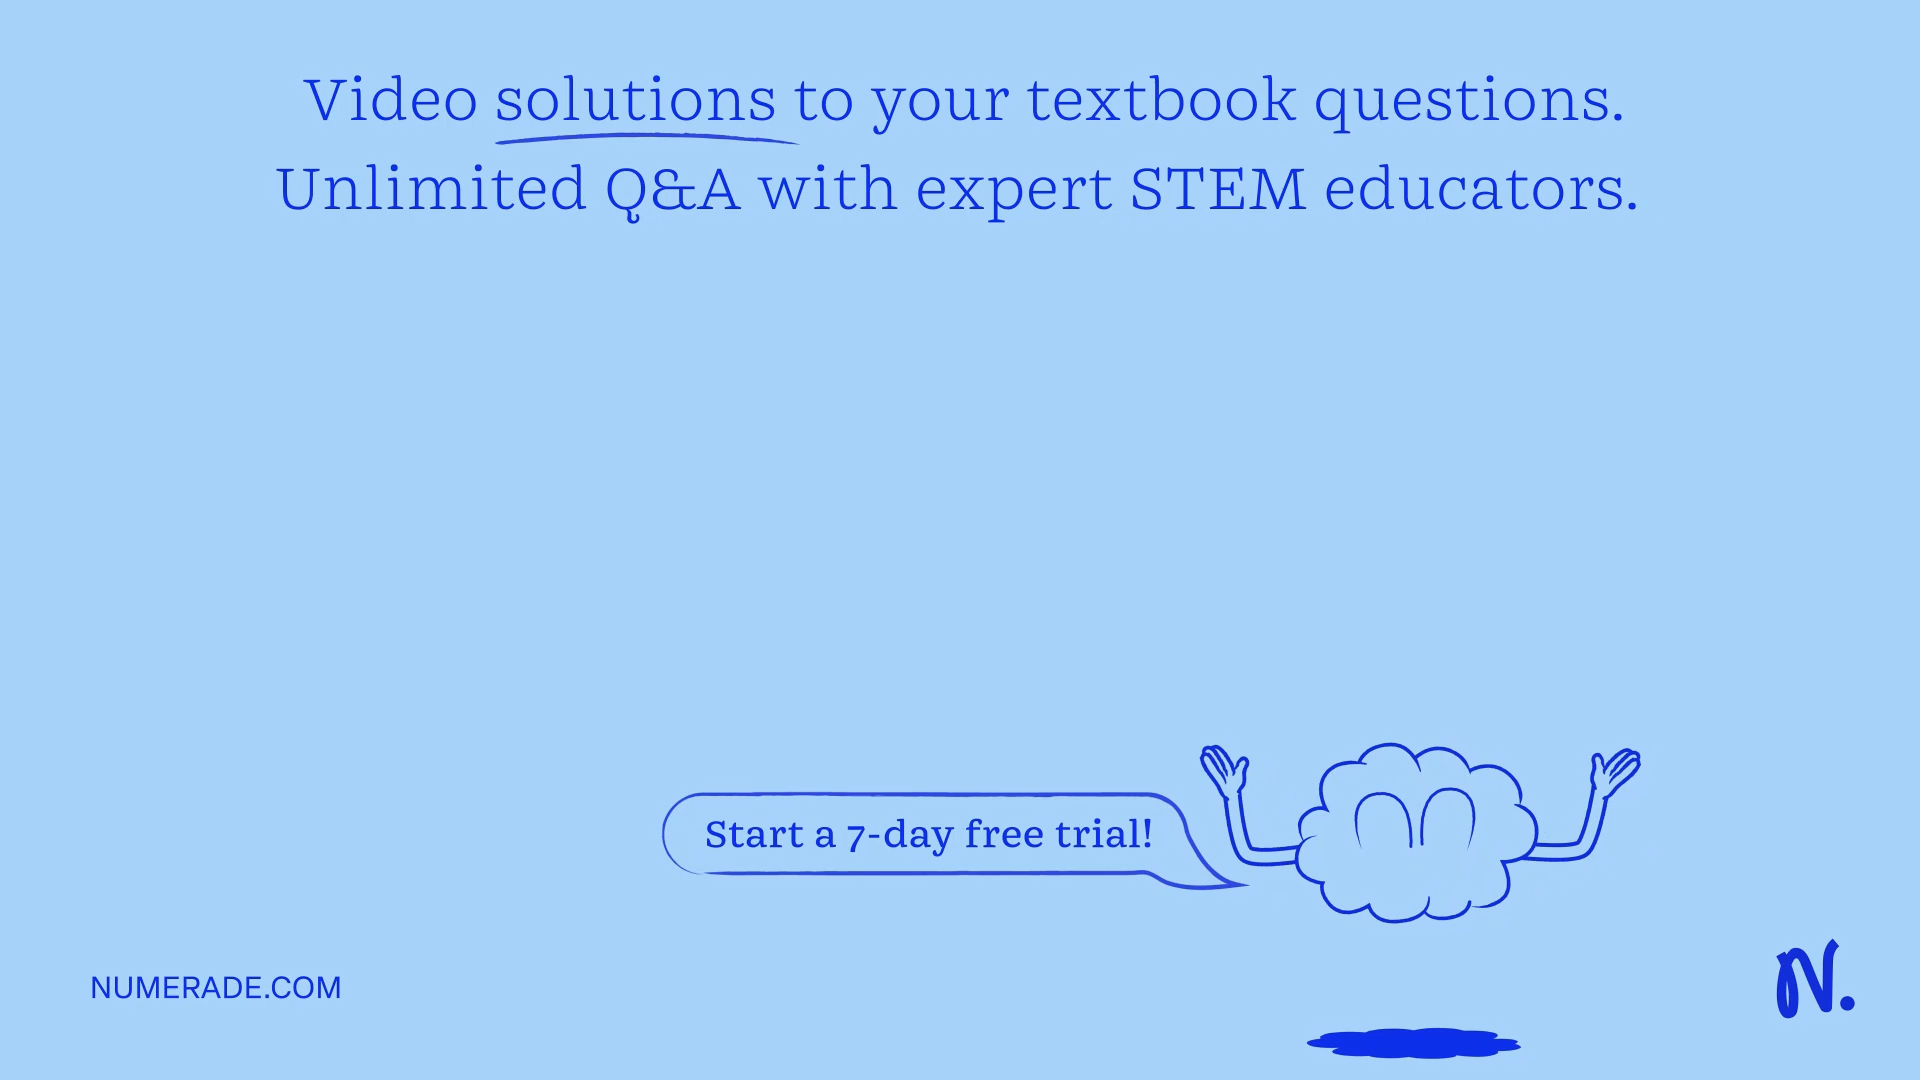 Video solutions to your textbook questions.
Unlimited Q&A with expert STEM educators.
Start a 7-day free trial!
NUMERADE.COM
N.